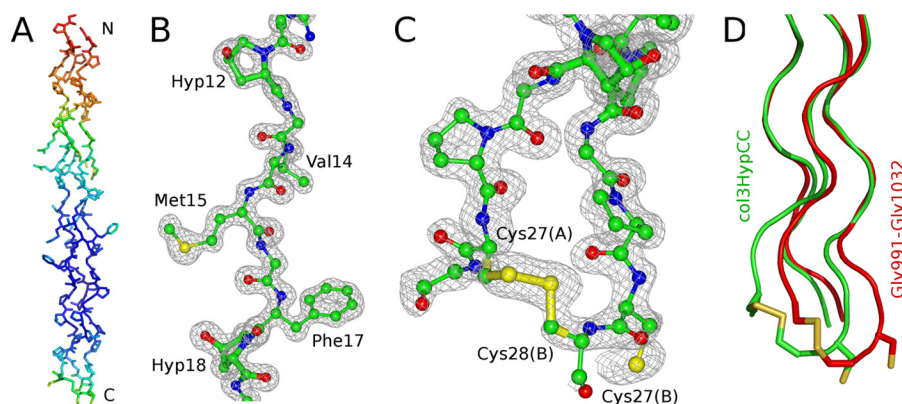 A
N
C
B
Hyp12
Val14
Met15
Phe17
Hyp18
C
Cys27(A)
Cys28(B)
Cys27(B)
D
col3HypCC
Gly991-Gly1032